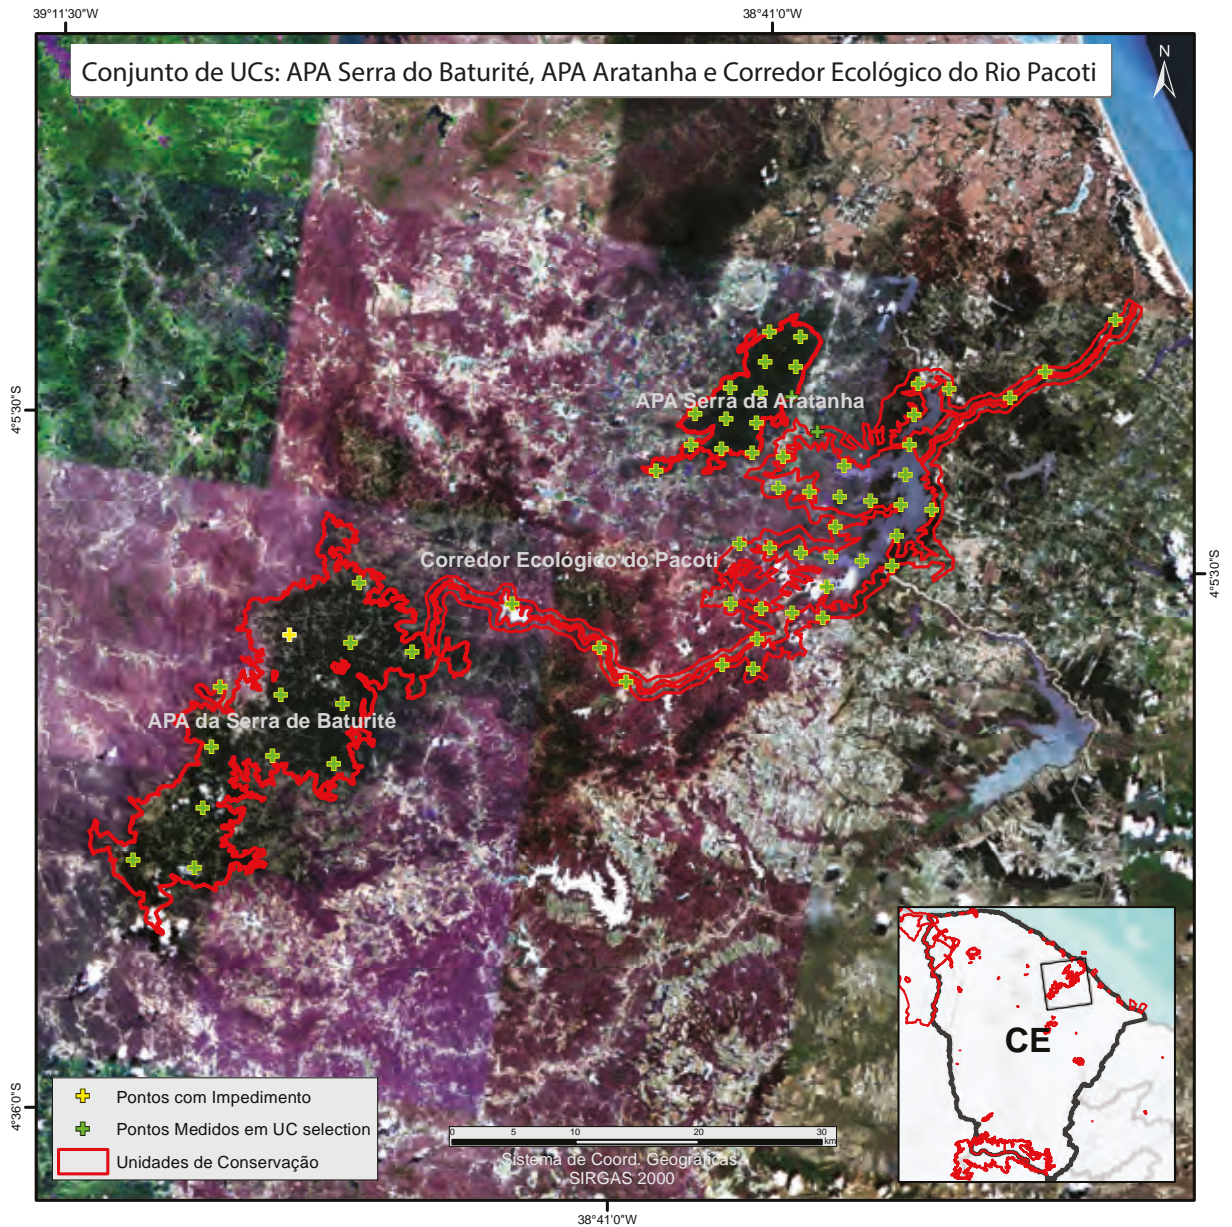 39°11'30"W
38°41'0"W
Conjunto de UCs: APA Serra do Baturité, APA Aratanha e Corredor Ecológico do Rio Pacoti
N
4°5'30"S
APA Serra da Aratanha
Corredor Ecológico do Pacoti
4°5'30"S
APA da Serra de Baturité
CE
4°36'0"S
Pontos com Impedimento
Pontos Medidos em UC selection
Unidades de Conservação
0 5 10 20 30
km
Sistema de Coord. Geográficas
SIRGAS 2000
38°41'0"W